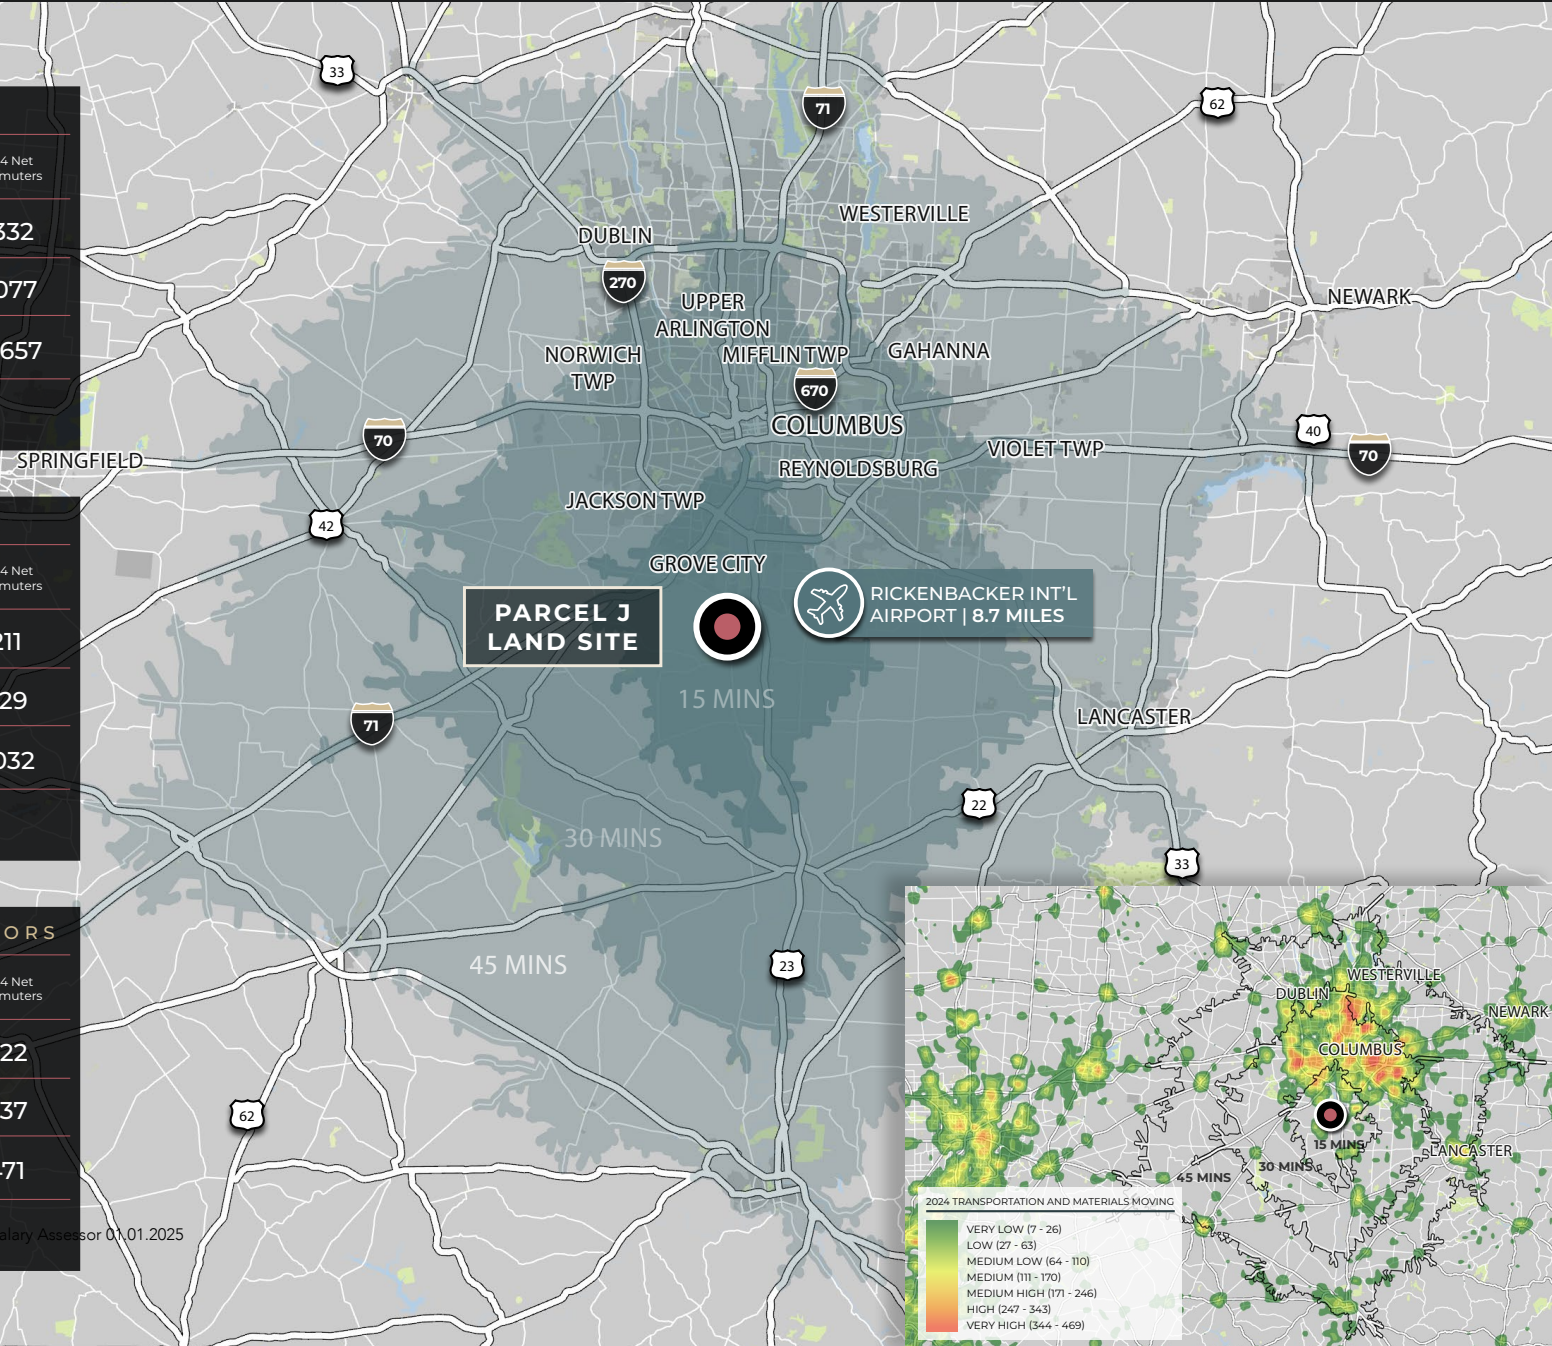 33
71
62
4 Net
muters
332
077
657
WESTERVILLE
DUBLIN
270
UPPER
ARLINGTON
NEWARK
NORWICH
TWP
MIFFLIN TWP
GAHANNA
670
COLUMBUS
70
40
70
SPRINGFIELD
VIOLET TWP
REYNOLDSBURG
JACKSON TWP
42
GROVE CITY
4 Net
muters
211
29
032
PARCEL J
LAND SITE
RICKENBACKER INT'L
AIRPORT | 8.7 MILES
15 MINS
71
LANCASTER
22
30 MINS
33
ORS
4 Net
muters
22
37
71
45 MINS
23
62
alary Assessor 01.01.2025
WESTERVILLE
DUBLIN
NEWARK
COLUMBUS
15 MINS
LANCASTER
30 MINS
45 MINS
2024 TRANSPORTATION AND MATERIALS MOVING
VERY LOW (7 - 26)
LOW (27 - 63)
MEDIUM LOW (64 - 110)
MEDIUM (111 - 170)
MEDIUM HIGH (171 - 246)
HIGH (247 - 343)
VERY HIGH (344 - 469)